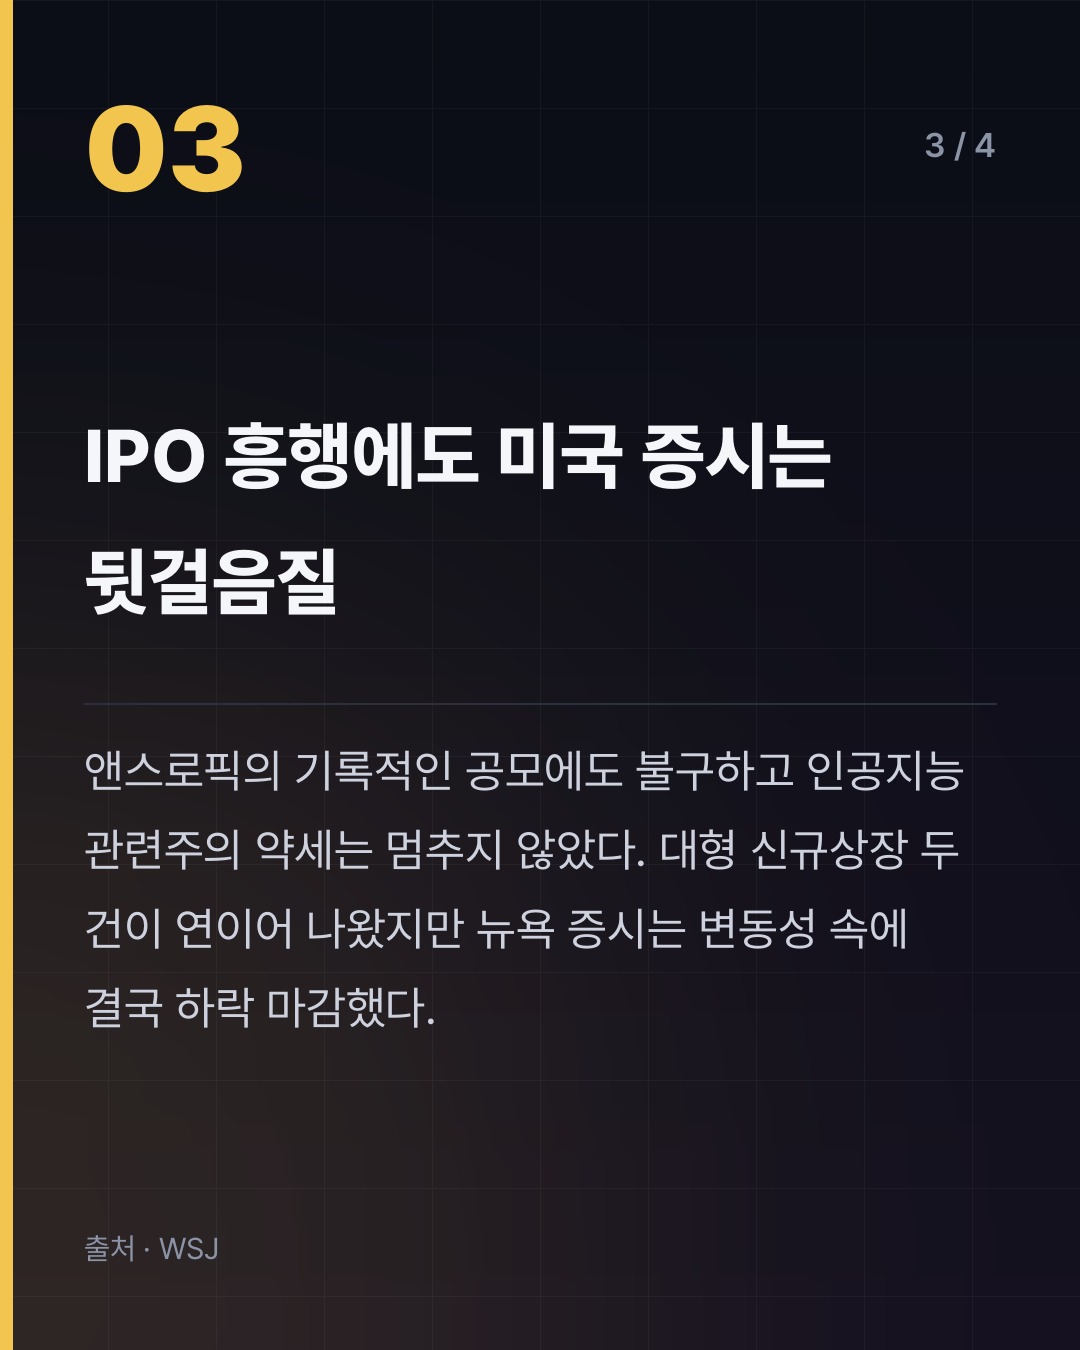 03
3 / 4
IPO 흥행에도 미국 증시는
뒷걸음질
앤스로픽의 기록적인 공모에도 불구하고 인공지능
관련주의 약세는 멈추지 않았다. 대형 신규상장 두
건이 연이어 나왔지만 뉴욕 증시는 변동성 속에
결국 하락 마감했다.
출처 · WSJ